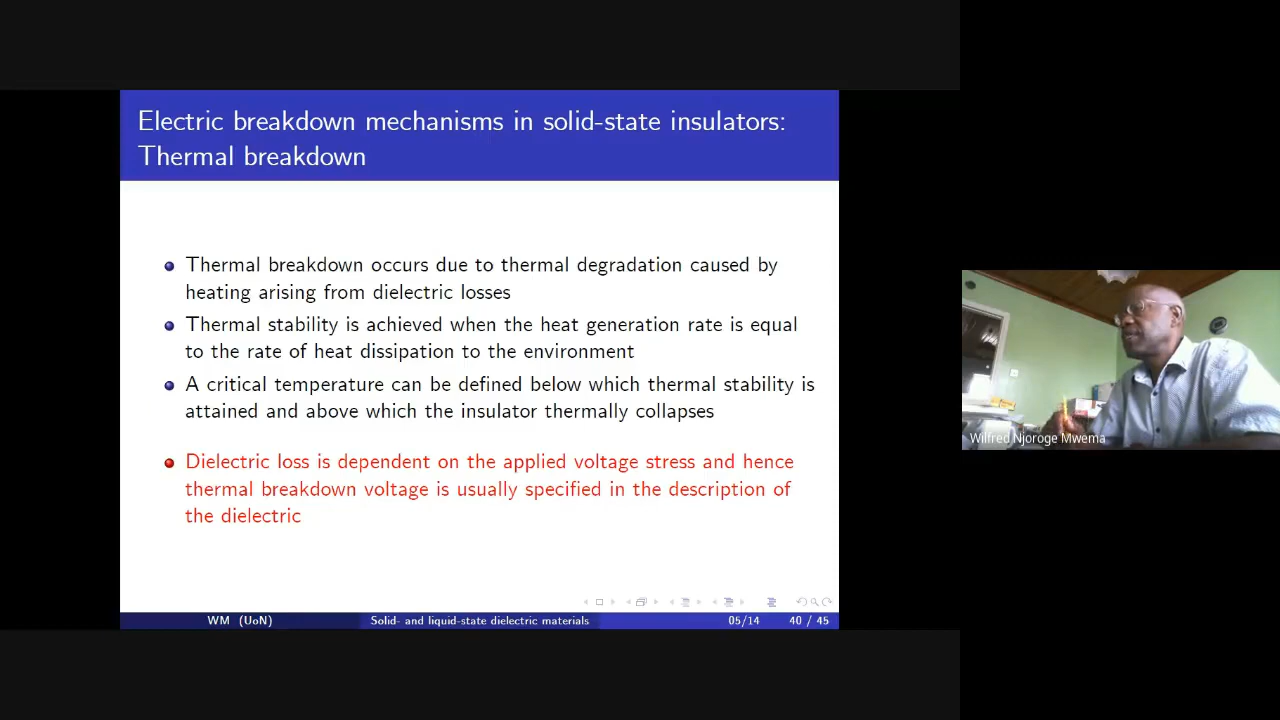 Electric breakdown mechanisms in solid-state insulators:
Thermal breakdown
Thermal breakdown occurs due to thermal degradation caused by
heating arising from dielectric losses
Thermal stability is achieved when the heat generation rate is equal
to the rate of heat dissipation to the environment
A critical temperature can be defined below which thermal stability is
attained and above which the insulator thermally collapses
Dielectric loss is dependent on the applied voltage stress and hence
thermal breakdown voltage is usually specified in the description of
the dielectric
WM (UoN) Solid- and liquid-state dielectric materials 05/14 40 / 45
Wilfred Njoroge Mwema